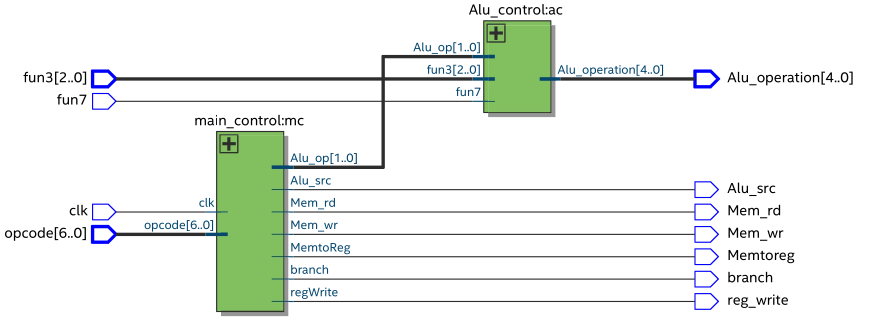 Alu_control:ac
Alu_op[1..0]
fun3[2..0] fun3[2..0] Alu_operation[4..0] Alu_operation[4..0]
fun7 fun7
main_control:mc
Alu_op[1..0]
Alu_src Alu_src
clk clk Mem_rd Mem_rd
opcode[6..0] opcode[6..0] Mem_wr Mem_wr
MemtoReg Memtoreg
branch branch
regWrite reg_write